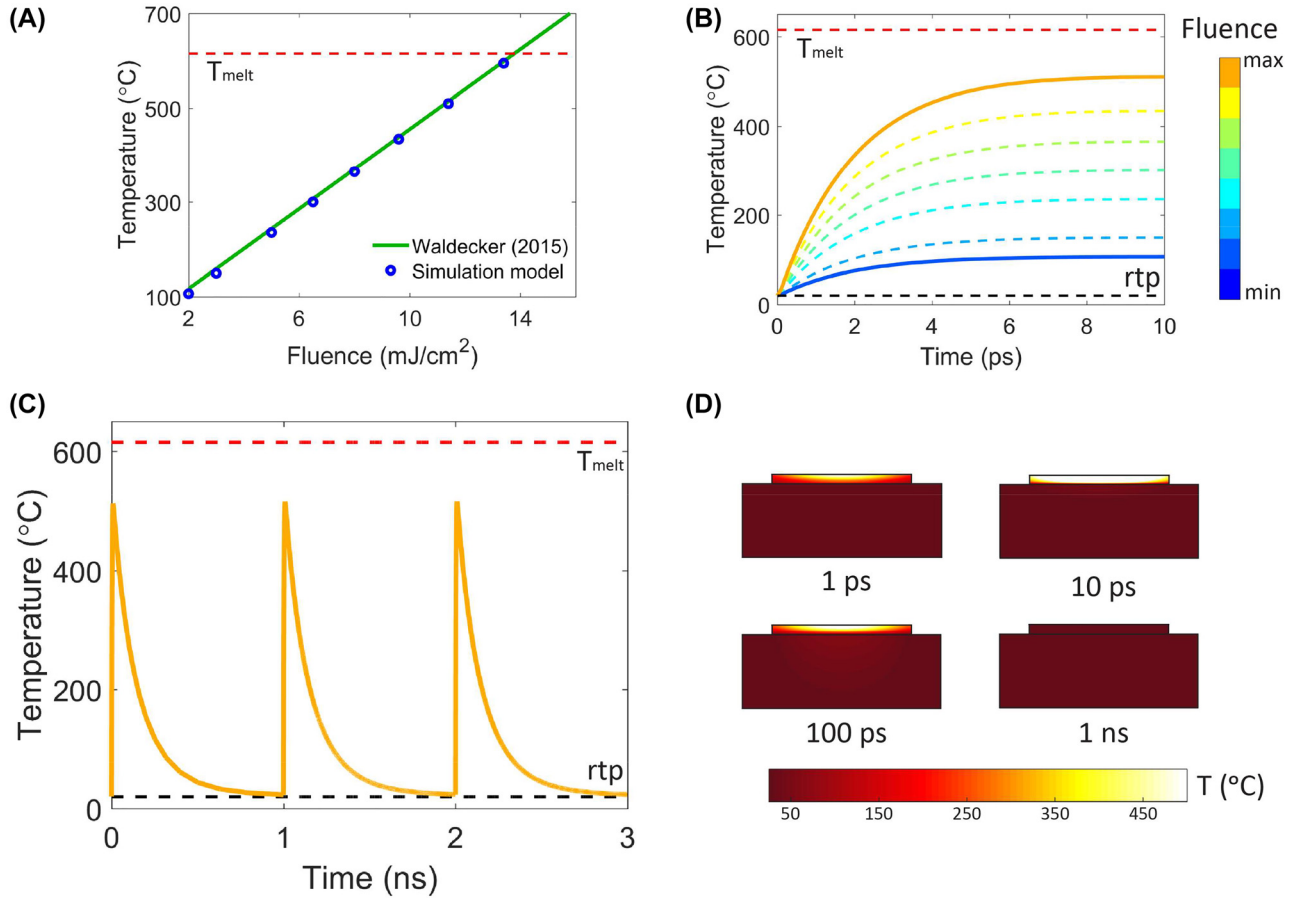 (A)
700
500
300
100
Temperature (°C)
T melt
Waldecker (2015)
Simulation model
2
6
10
14
Fluence (mJ/cm²)
(B)
600
400
200
0
Temperature (°C)
T melt
rtp
0
2
4
6
8
10
Time (ps)
Fluence
max
min
(C)
600
400
200
0
Temperature (°C)
T melt
rtp
0
1
2
3
Time (ns)
(D)
1 ps
10 ps
100 ps
1 ns
T (°C)
50
150
250
350
450